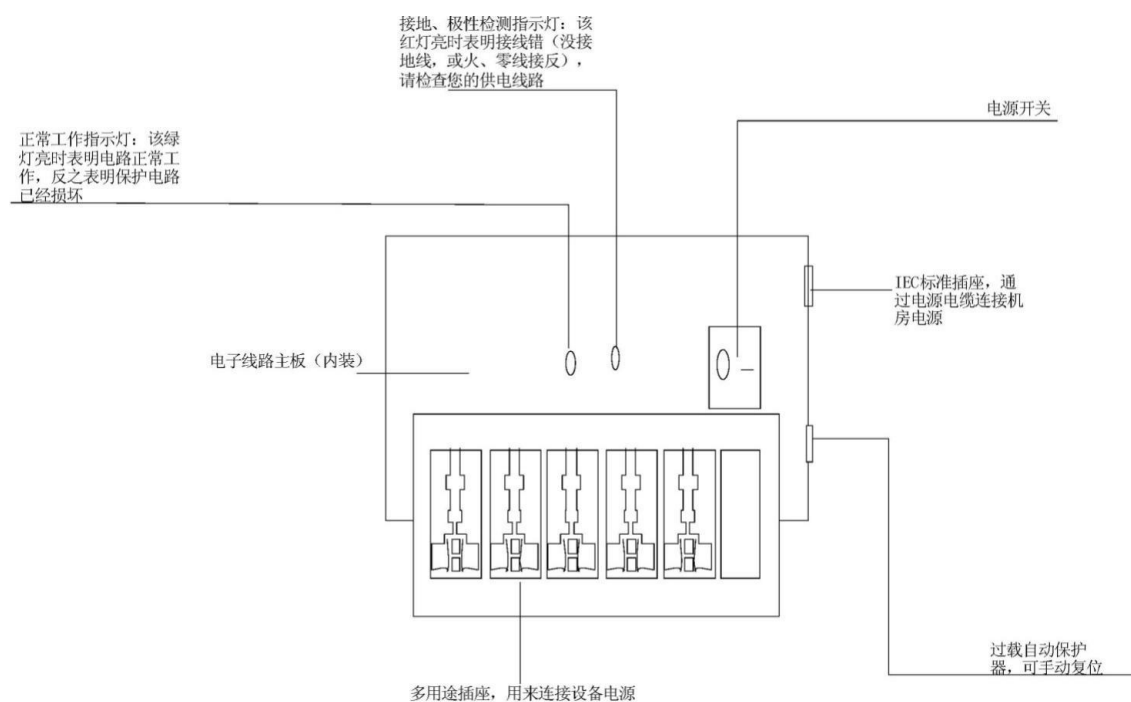 接地、极性检测指示灯：该
红灯亮时表明接线错（没接
地线，或火、零线接反），
请检查您的供电线路
电源开关
正常工作指示灯：该绿
灯亮时表明电路正常工
作，反之表明保护电路
已经损坏
IEC标准插座，通
过电源电缆连接机
房电源
电子线路主板（内装）
过载自动保护
器，可手动复位
多用途插座，用来连接设备电源